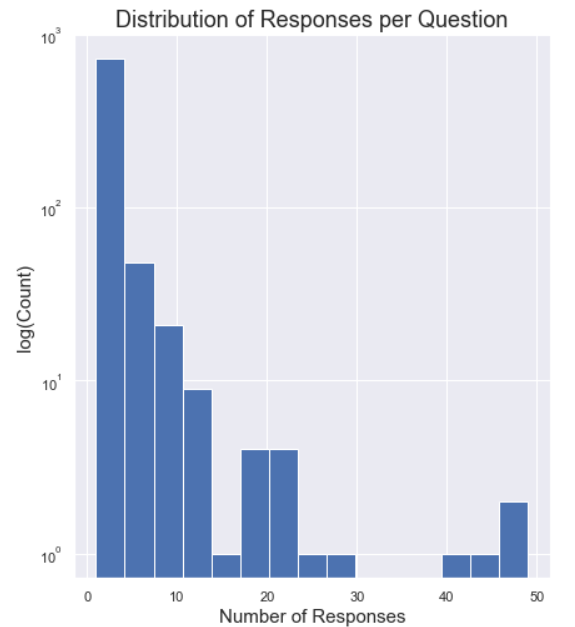 Distribution of Responses per Question
10³
10²
10¹
10⁰
log(Count)
0 10 20 30 40 50
Number of Responses